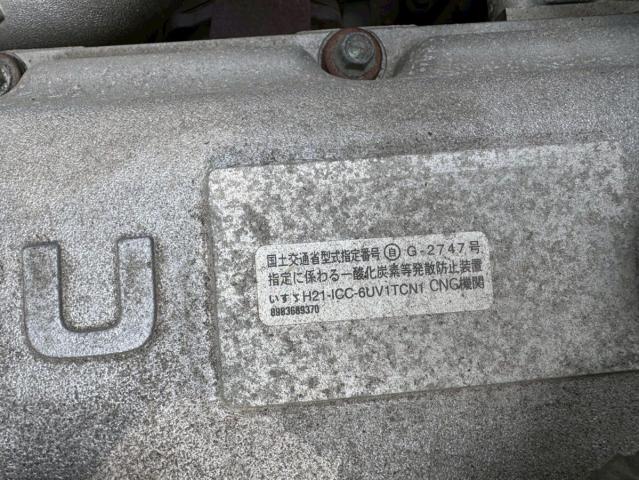 U
国土交通省型式指定番号 ㊐ G-2747号
指定に係わる一酸化炭素等発散防止装置
いすゞH21-ICC-6UV1TCN1 CNG機関
8983689370